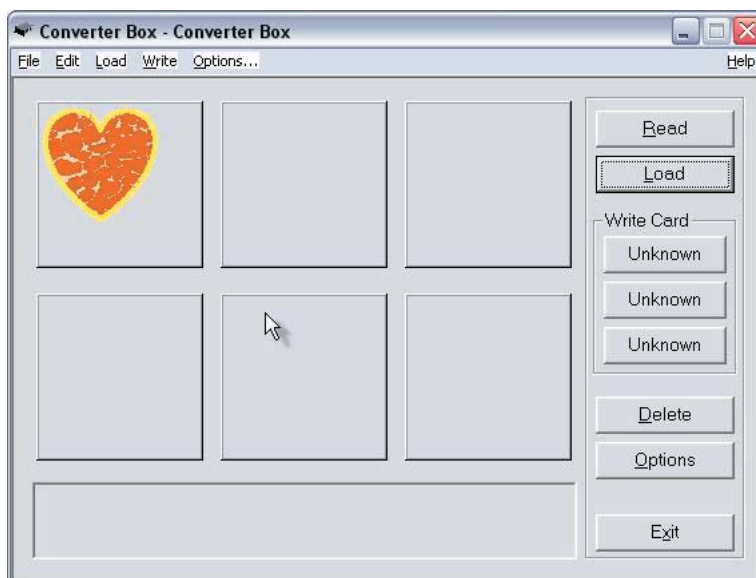 Converter Box - Converter Box
File Edit Load Write Options... Help
Read
Load
Write Card
Unknown
Unknown
Unknown
Delete
Options
Exit